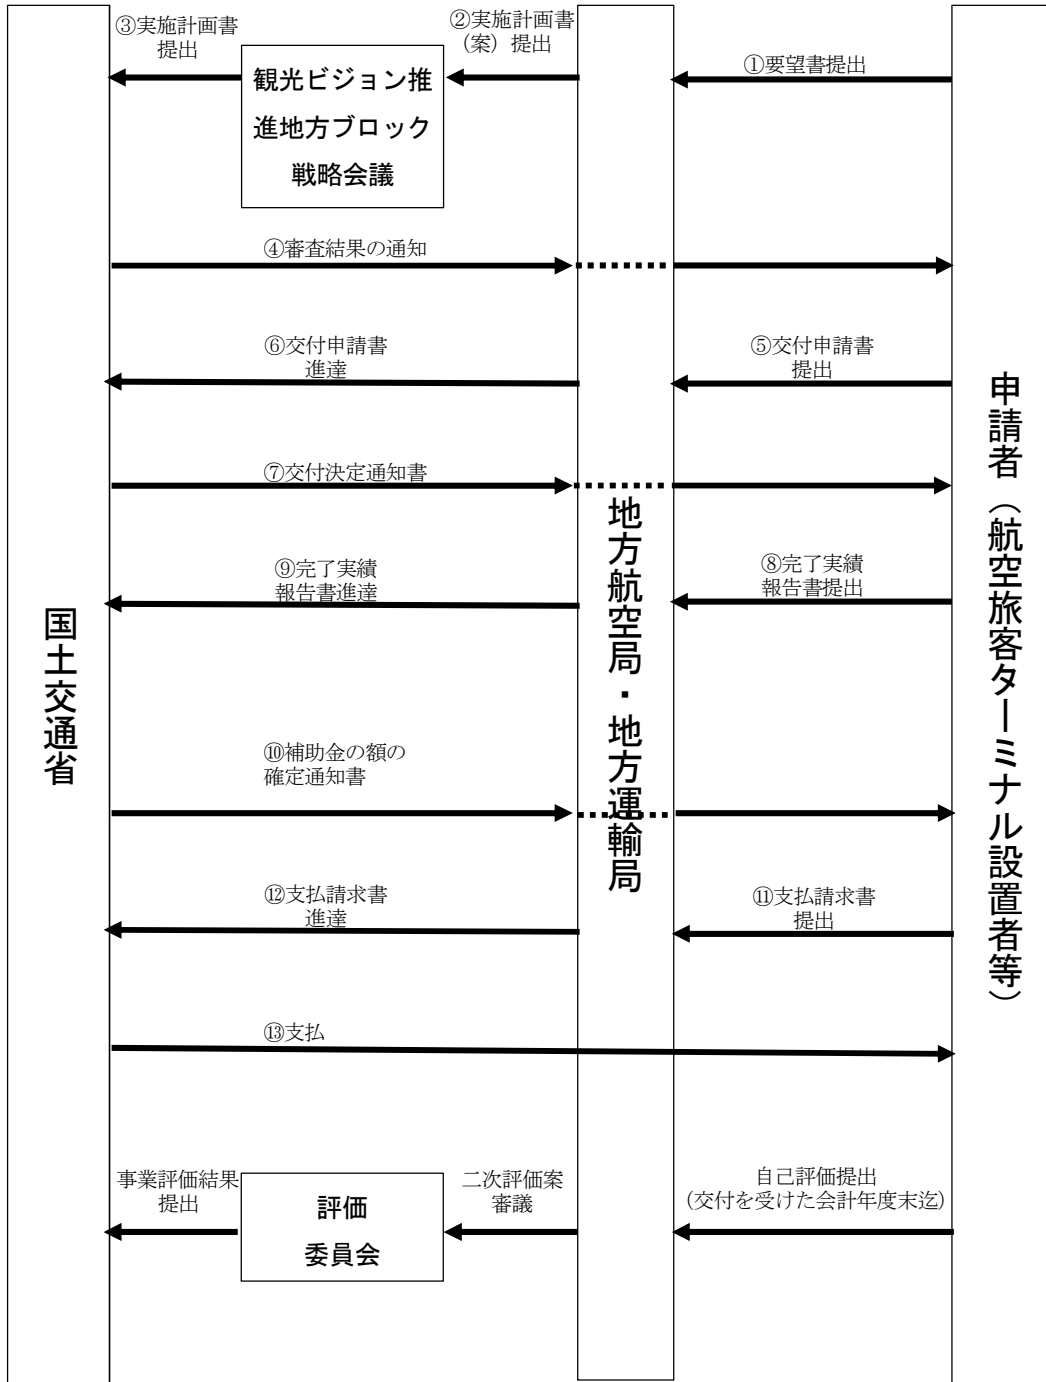 ③実施計画書
提出
②実施計画書
（案）提出
①要望書提出
観光ビジョン推
進地方ブロック
戦略会議
④審査結果の通知
⑥交付申請書
進達
⑤交付申請書
提出
⑦交付決定通知書
⑨完了実績
報告書進達
⑧完了実績
報告書提出
国土交通省
地方航空局・地方運輸局
申請者（航空旅客ターミナル設置者等）
⑩補助金の額の
確定通知書
⑫支払請求書
進達
⑪支払請求書
提出
⑬支払
事業評価結果
提出
評価
委員会
二次評価案
審議
自己評価提出
（交付を受けた会計年度末迄）